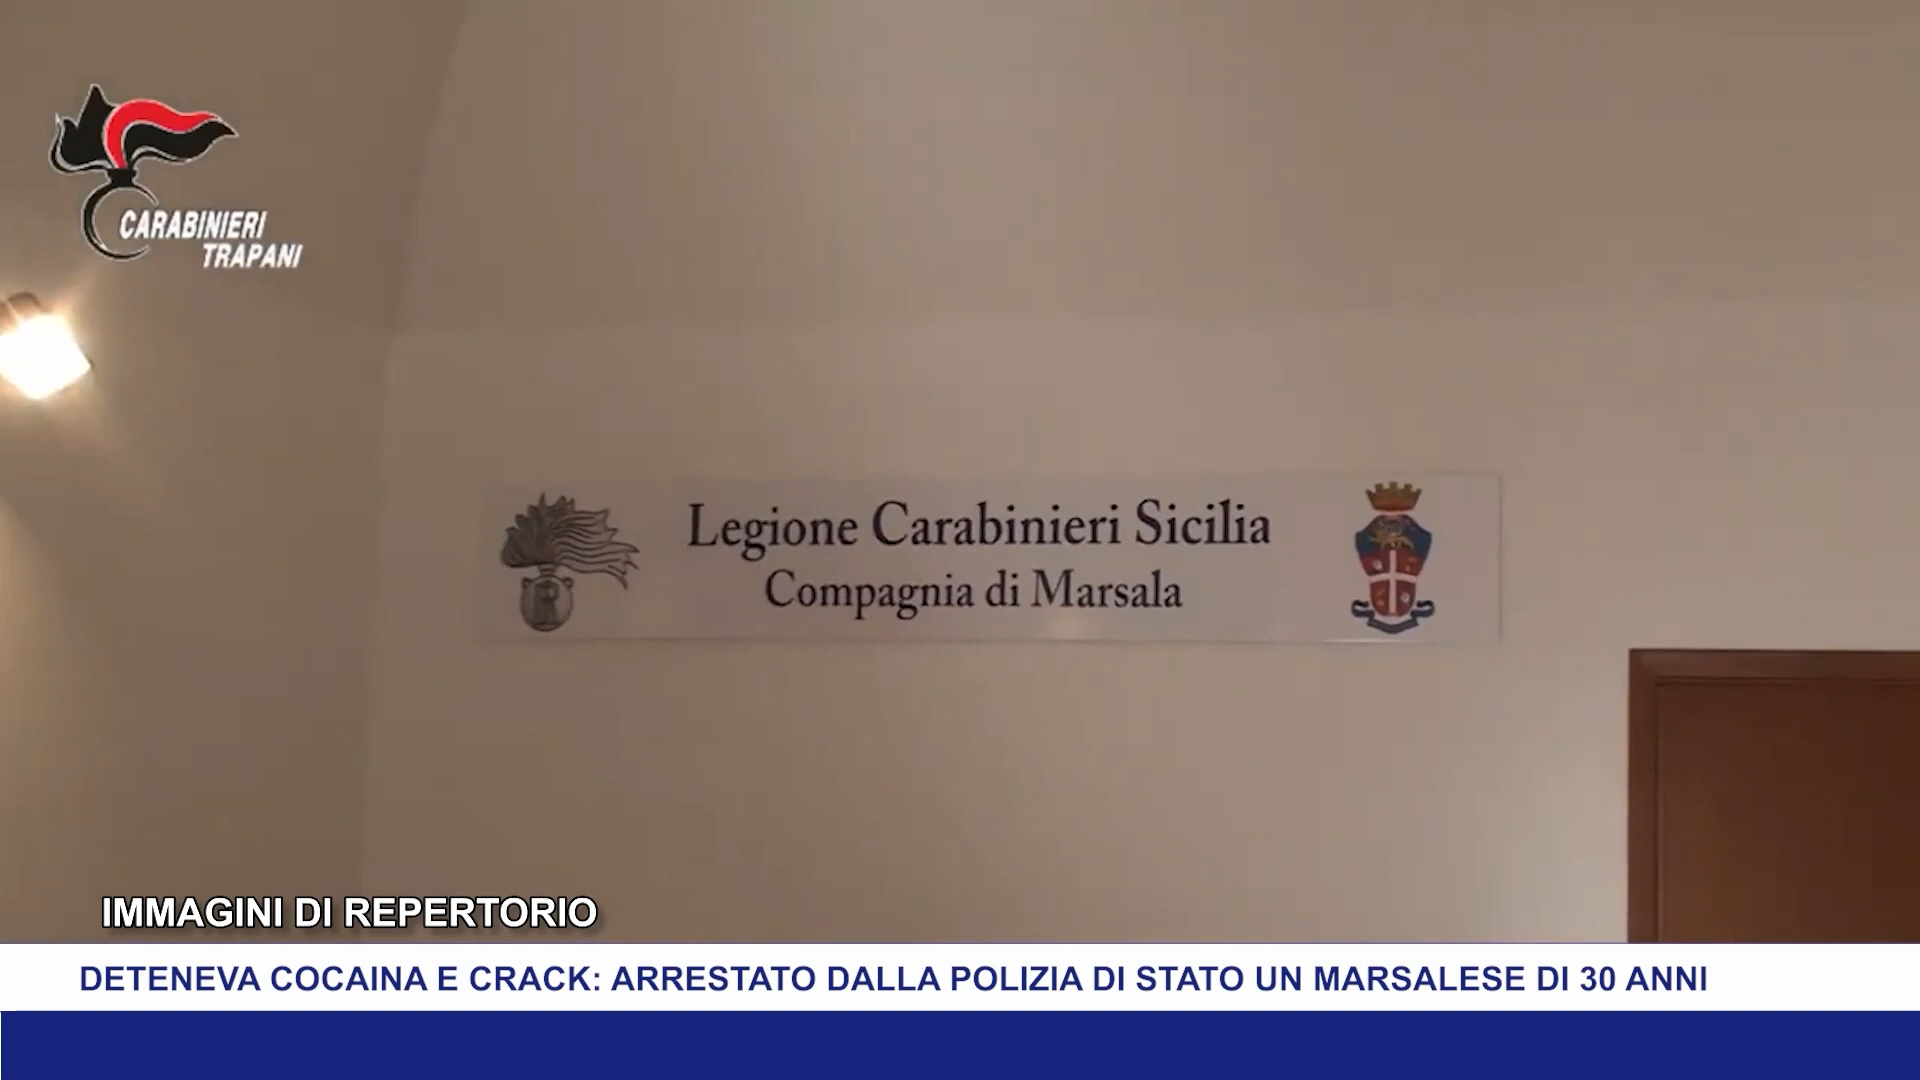 CARABINIERI
TRAPANI
Legione Carabinieri Sicilia
Compagnia di Marsala
IMMAGINI DI REPERTORIO
DETENEVA COCAINA E CRACK: ARRESTATO DALLA POLIZIA DI STATO UN MARSALESE DI 30 ANNI